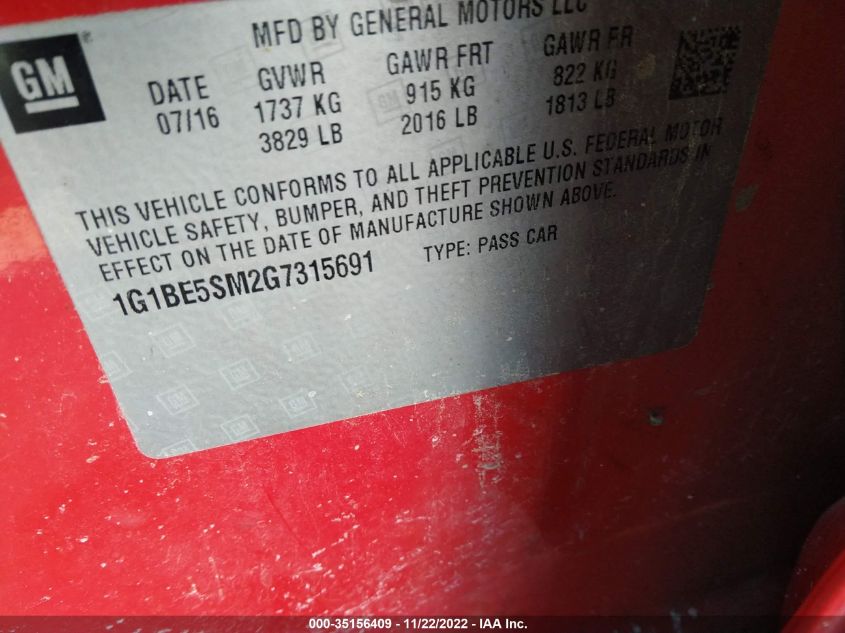 MFD BY GENERAL MOTORS LLC
GM®
DATE GVWR GAWR FRT GAWR RR
07/16 1737 KG 915 KG 822 KG
3829 LB 2016 LB 1813 LB
THIS VEHICLE CONFORMS TO ALL APPLICABLE U.S. FEDERAL MOTOR
VEHICLE SAFETY, BUMPER, AND THEFT PREVENTION STANDARDS IN
EFFECT ON THE DATE OF MANUFACTURE SHOWN ABOVE.
1G1BE5SM2G7315691 TYPE: PASS CAR
000-35156409 - 11/22/2022 - IAA Inc.